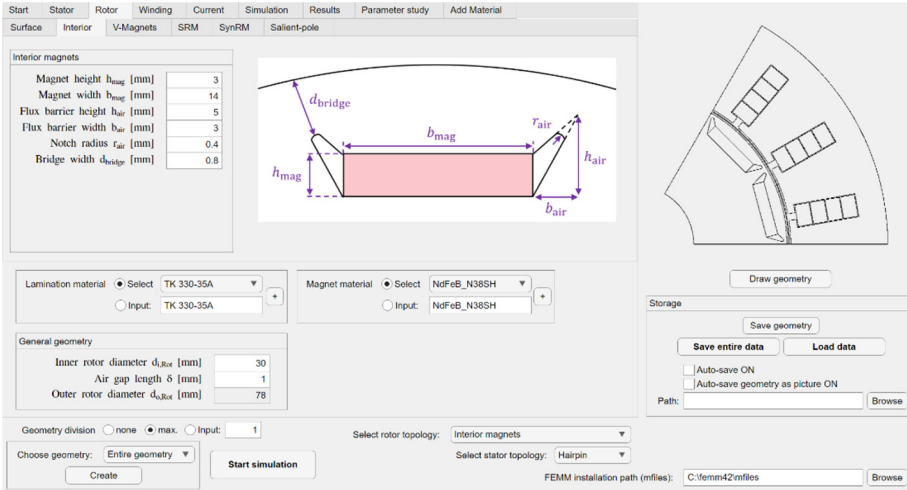 Start Stator Rotor Winding Current Simulation Results Parameter study Add Material
Surface Interior V-Magnets SRM SynRM Salient-pole
Interior magnets
Magnet height hmag [mm] 3
Magnet width bmag [mm] 14
Flux barrier height hair [mm] 5
Flux barrier width bair [mm] 3
Notch radius rair [mm] 0.4
Bridge width dbridge [mm] 0.8
dbridge
bmag
rair
hmag
hair
bair
Lamination material Select TK 330-35A
Input: TK 330-35A
+
Magnet material Select NdFeB_N38SH
Input: NdFeB_N38SH
+
General geometry
Inner rotor diameter di,Rot [mm] 30
Air gap length δ [mm] 1
Outer rotor diameter do,Rot [mm] 78
Draw geometry
Storage
Save geometry
Save entire data Load data
Auto-save ON
Auto-save geometry as picture ON
Path: Browse
Geometry division none max. Input: 1
Choose geometry: Entire geometry
Create
Start simulation
Select rotor topology: Interior magnets
Select stator topology: Hairpin
FEMM installation path (mfiles): C:\femm42\mfiles Browse